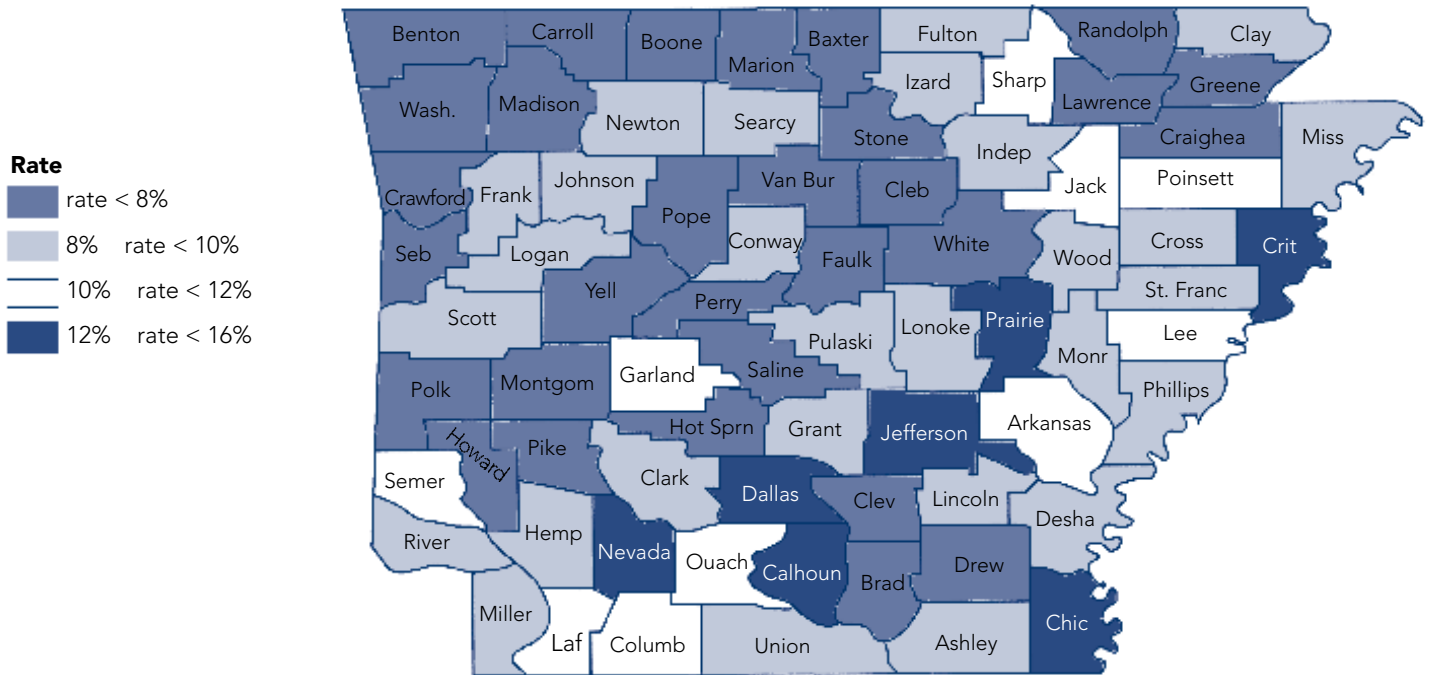 Rate
rate < 8%
8% rate < 10%
10% rate < 12%
12% rate < 16%
Benton
Carroll
Boone
Marion
Baxter
Fulton
Randolph
Clay
Izard
Sharp
Lawrence
Greene
Wash.
Madison
Newton
Searcy
Stone
Indep
Craighea
Miss
Crawford
Frank
Johnson
Pope
Van Bur
Cleb
Jack
Poinsett
Seb
Logan
Conway
Faulk
White
Wood
Cross
Crit
Yell
Perry
St. Franc
Scott
Pulaski
Lonoke
Prairie
Monr
Lee
Polk
Montgom
Garland
Saline
Phillips
Howard
Pike
Hot Sprn
Grant
Jefferson
Arkansas
Semer
Clark
Dallas
Clev
Lincoln
Desha
River
Hemp
Nevada
Ouach
Calhoun
Brad
Drew
Miller
Laf
Columb
Union
Ashley
Chic